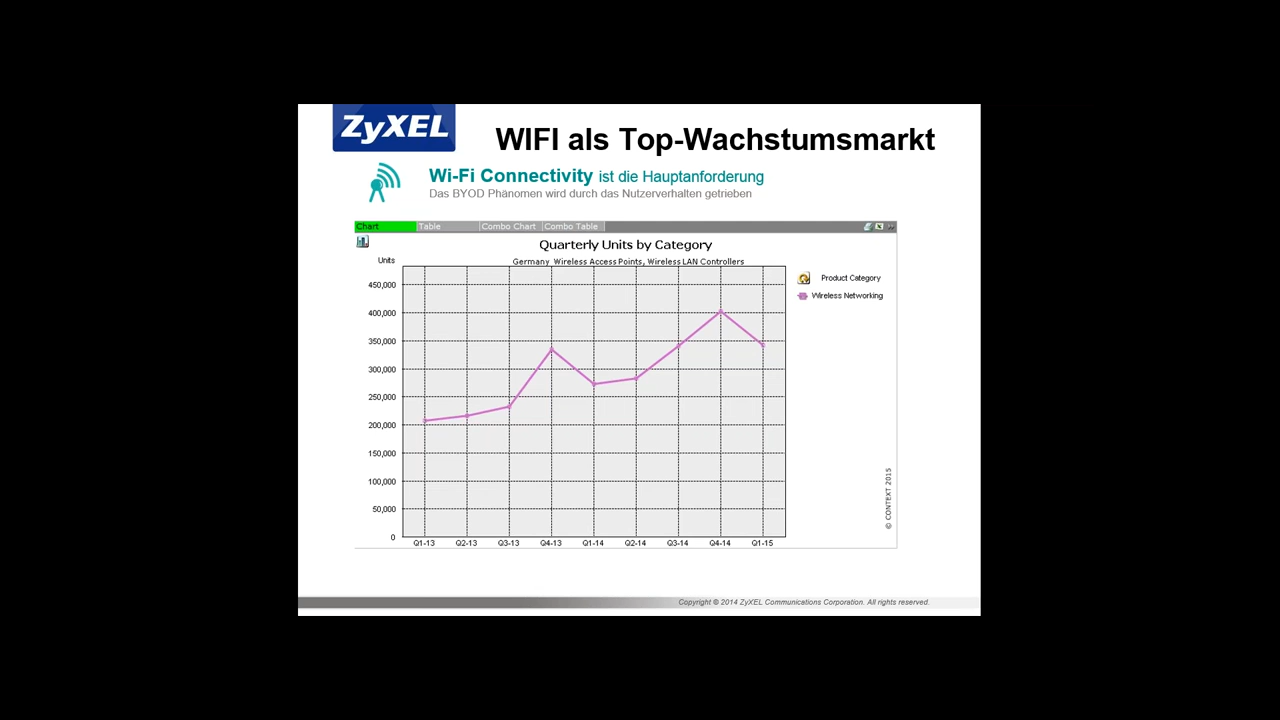 ZyXEL
WIFI als Top-Wachstumsmarkt
Wi-Fi Connectivity ist die Hauptanforderung
Das BYOD Phänomen wird durch das Nutzerverhalten getrieben
Chart Table Combo Chart Combo Table
Quarterly Units by Category
Units Germany Wireless Access Points, Wireless LAN Controllers
Product Category
Wireless Networking
450,000
400,000
350,000
300,000
250,000
200,000
150,000
100,000
50,000
0
Q1-13 Q2-13 Q3-13 Q4-13 Q1-14 Q2-14 Q3-14 Q4-14 Q1-15
© CONTEXT 2015
Copyright © 2014 ZyXEL Communications Corporation. All rights reserved.